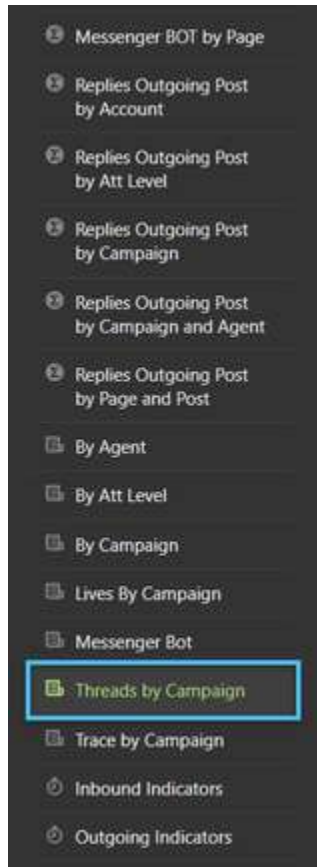 Messenger BOT by Page
Replies Outgoing Post
by Account
Replies Outgoing Post
by Att Level
Replies Outgoing Post
by Campaign
Replies Outgoing Post
by Campaign and Agent
Replies Outgoing Post
by Page and Post
By Agent
By Att Level
By Campaign
Lives By Campaign
Messenger Bot
Threads by Campaign
Trace by Campaign
Inbound Indicators
Outgoing Indicators